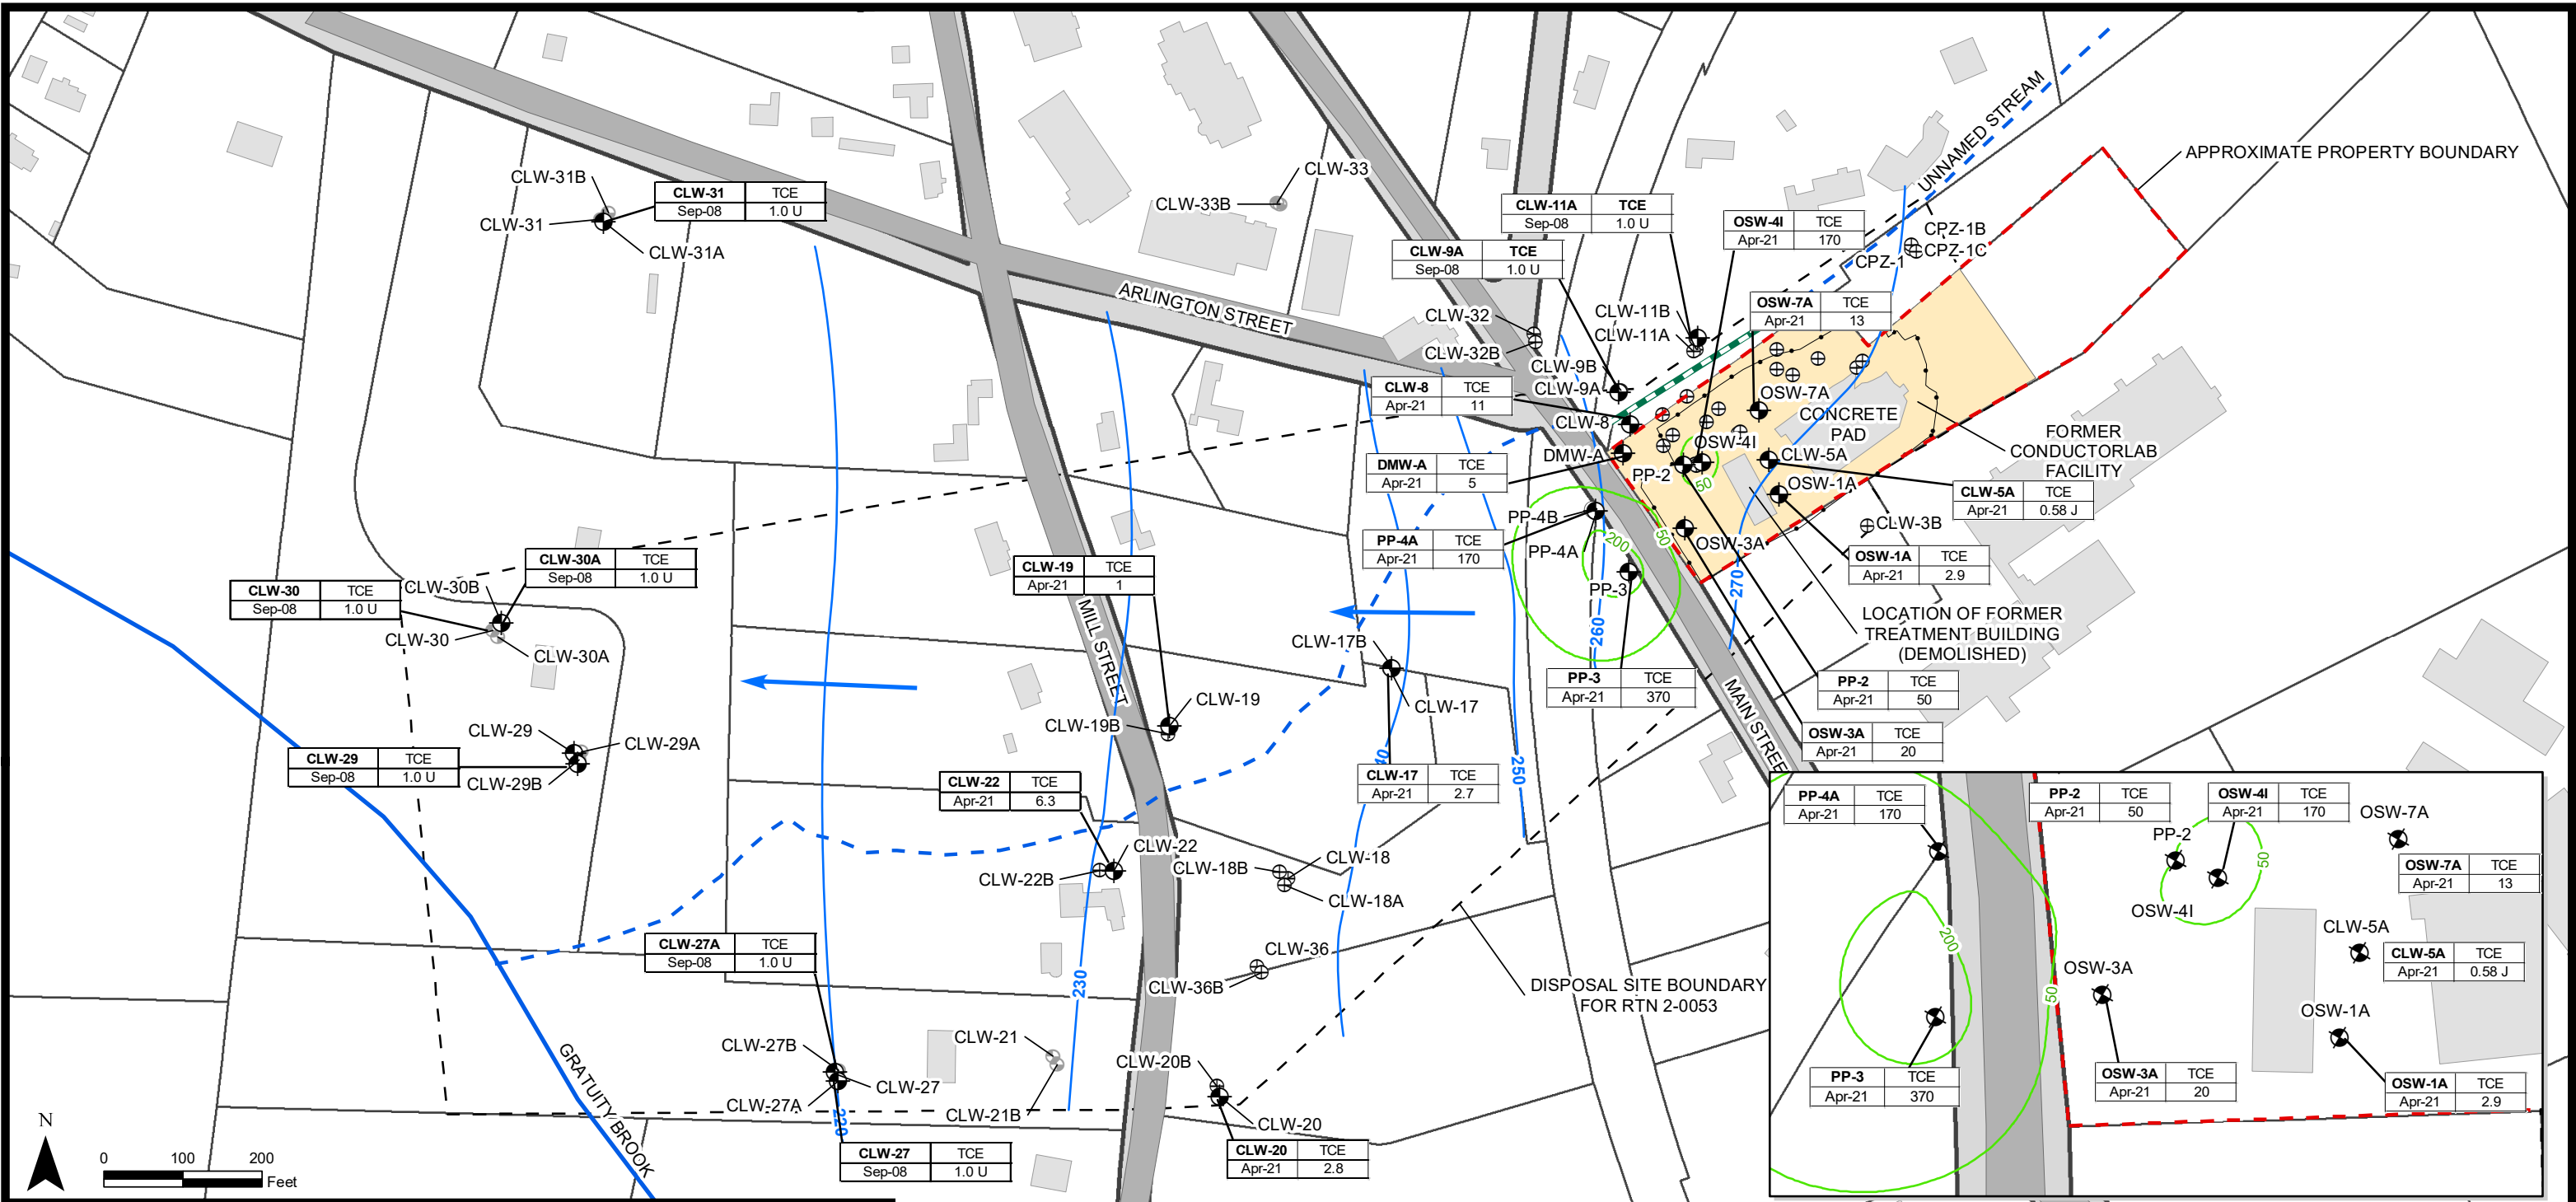 UNNAMED STREAM
APPROXIMATE PROPERTY BOUNDARY
CLW-31B
CLW-31 TCE
Sep-08 1.0 U
CLW-31
CLW-31A
CLW-33
CLW-33B
CLW-11A TCE
Sep-08 1.0 U
OSW-4I TCE
Apr-21 170
CPZ-1B
CPZ-1C
CPZ-1
CLW-9A TCE
Sep-08 1.0 U
ARLINGTON STREET
OSW-7A TCE
Apr-21 13
CLW-32
CLW-32B
CLW-11B
CLW-11A
CLW-9B
CLW-9A
CLW-8 TCE
Apr-21 11
CLW-8
OSW-7A
CONCRETE
PAD
OSW-4I
DMW-A
DMW-A TCE
Apr-21 5
PP-2
50
CLW-5A
OSW-1A
FORMER
CONDUCTORLAB
FACILITY
CLW-5A TCE
Apr-21 0.58 J
CLW-3B
PP-4B
PP-4A
PP-4A TCE
Apr-21 170
200
50
OSW-3A
OSW-1A TCE
Apr-21 2.9
PP-3
270
260
LOCATION OF FORMER
TREATMENT BUILDING
(DEMOLISHED)
CLW-30A TCE
Sep-08 1.0 U
CLW-30 TCE
Sep-08 1.0 U
CLW-30B
CLW-30
CLW-30A
CLW-19 TCE
Apr-21 1
MILL STREET
CLW-17B
CLW-17
PP-3 TCE
Apr-21 370
PP-2 TCE
Apr-21 50
OSW-3A TCE
Apr-21 20
MAIN STREE
CLW-19
CLW-19B
CLW-29
CLW-29A
CLW-29 TCE
Sep-08 1.0 U
CLW-29B
CLW-22 TCE
Apr-21 6.3
40
250
CLW-17 TCE
Apr-21 2.7
CLW-22
CLW-22B
CLW-18
CLW-18B
CLW-18A
CLW-27A TCE
Sep-08 1.0 U
CLW-36
CLW-36B
230
DISPOSAL SITE BOUNDARY
FOR RTN 2-0053
CLW-27B
CLW-27
CLW-27A
CLW-21
CLW-21B
CLW-20B
CLW-20
220
GRATUITY BROOK
CLW-27 TCE
Sep-08 1.0 U
CLW-20 TCE
Apr-21 2.8
N
0 100 200
Feet
PP-4A TCE
Apr-21 170
PP-2 TCE
Apr-21 50
OSW-4I TCE
Apr-21 170
OSW-7A
PP-2
50
OSW-7A TCE
Apr-21 13
OSW-4I
200
CLW-5A
CLW-5A TCE
Apr-21 0.58 J
OSW-3A
50
OSW-1A
PP-3 TCE
Apr-21 370
OSW-3A TCE
Apr-21 20
OSW-1A TCE
Apr-21 2.9